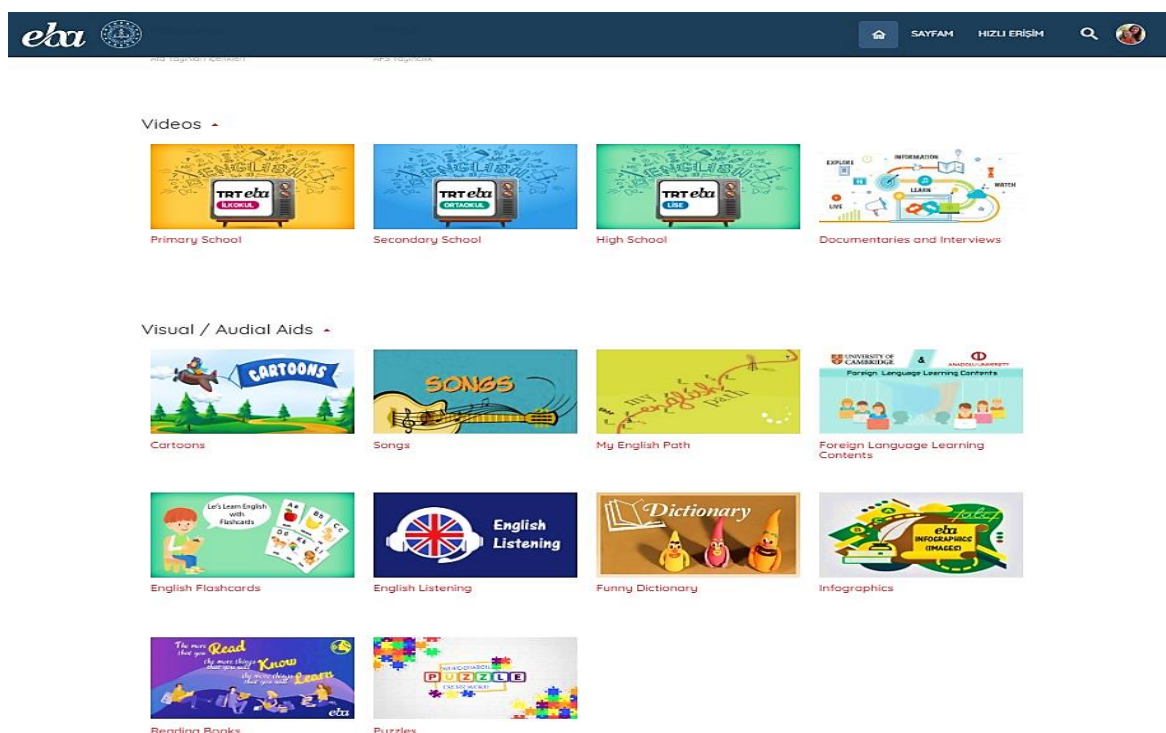 eba
SAYFAM
HIZLI ERİŞİM
Videos
TRT eba
İLKOKUL
TRT eba
ORTAOKUL
TRT eba
LİSE
EXPLORE
INFORMATION
LEARN
WATCH
LIVE
Primary School
Secondary School
High School
Documentaries and Interviews
Visual / Audial Aids
CARTOONS
SONGS
my english path
UNIVERSITY OF
CAMBRIDGE
&
ANADOLU UNIVERSITY
Foreign Language Learning Contents
Cartoons
Songs
My English Path
Foreign Language Learning
Contents
Let's Learn English
with
Flashcards
English
Listening
Dictionary
eba
INFOGRAPHICS
(IMAGES)
English Flashcards
English Listening
Funny Dictionary
Infographics
The more Read
that you
the more things Know
that you will
the more things Learn
that you will
eba
PUZZLE
Reading Books
Puzzles